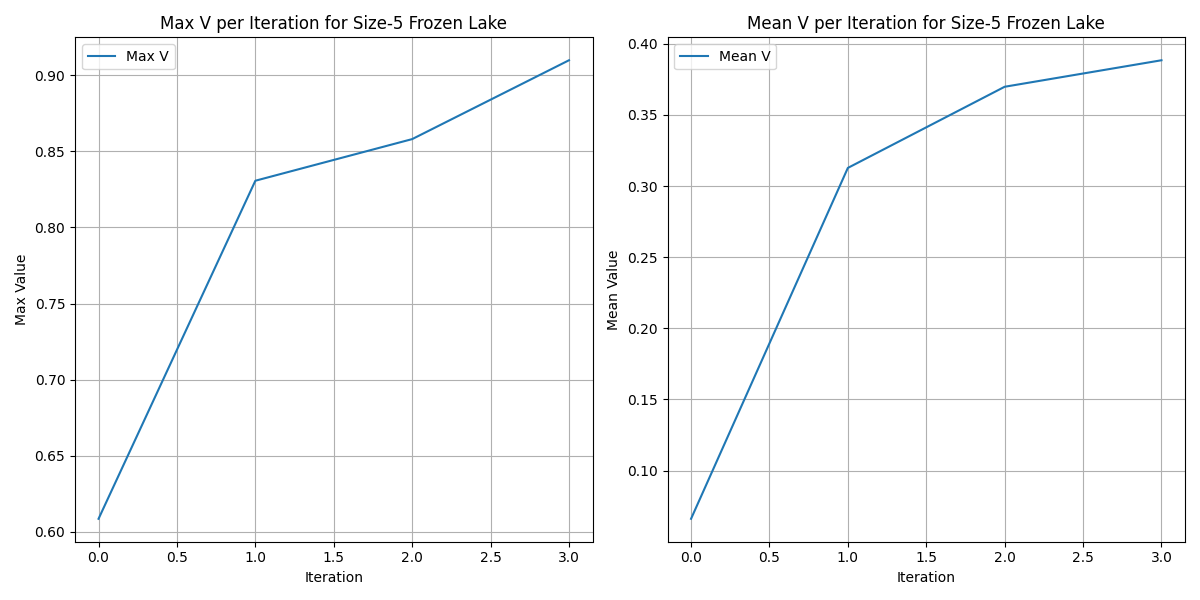 Max V per Iteration for Size-5 Frozen Lake
Max V
Max Value
0.90
0.85
0.80
0.75
0.70
0.65
0.60
0.0 0.5 1.0 1.5 2.0 2.5 3.0
Iteration
Mean V per Iteration for Size-5 Frozen Lake
Mean V
Mean Value
0.40
0.35
0.30
0.25
0.20
0.15
0.10
0.0 0.5 1.0 1.5 2.0 2.5 3.0
Iteration